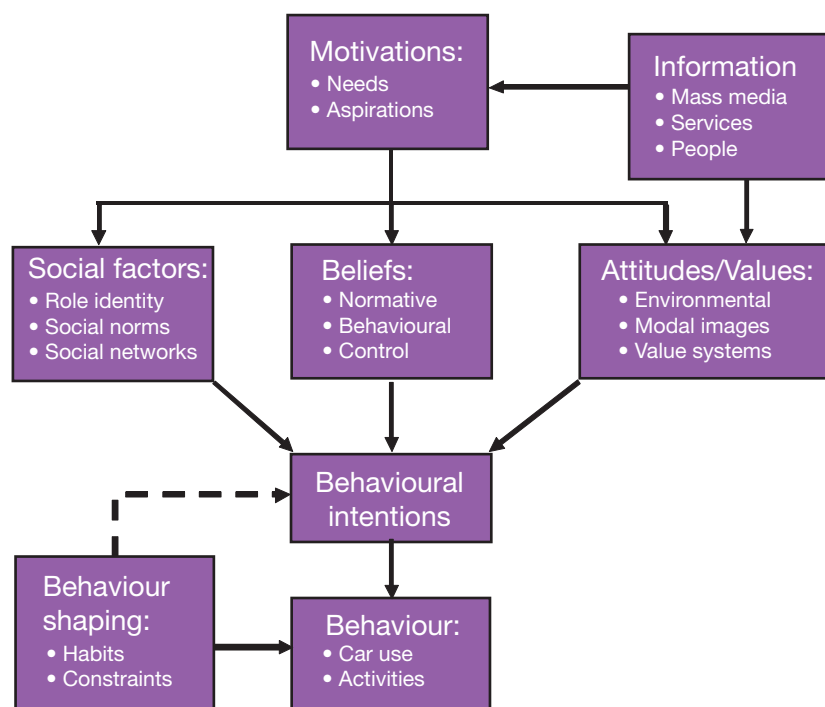 Motivations:
• Needs
• Aspirations
Information
• Mass media
• Services
• People
Social factors:
• Role identity
• Social norms
• Social networks
Beliefs:
• Normative
• Behavioural
• Control
Attitudes/Values:
• Environmental
• Modal images
• Value systems
Behavioural
intentions
Behaviour
shaping:
• Habits
• Constraints
Behaviour:
• Car use
• Activities